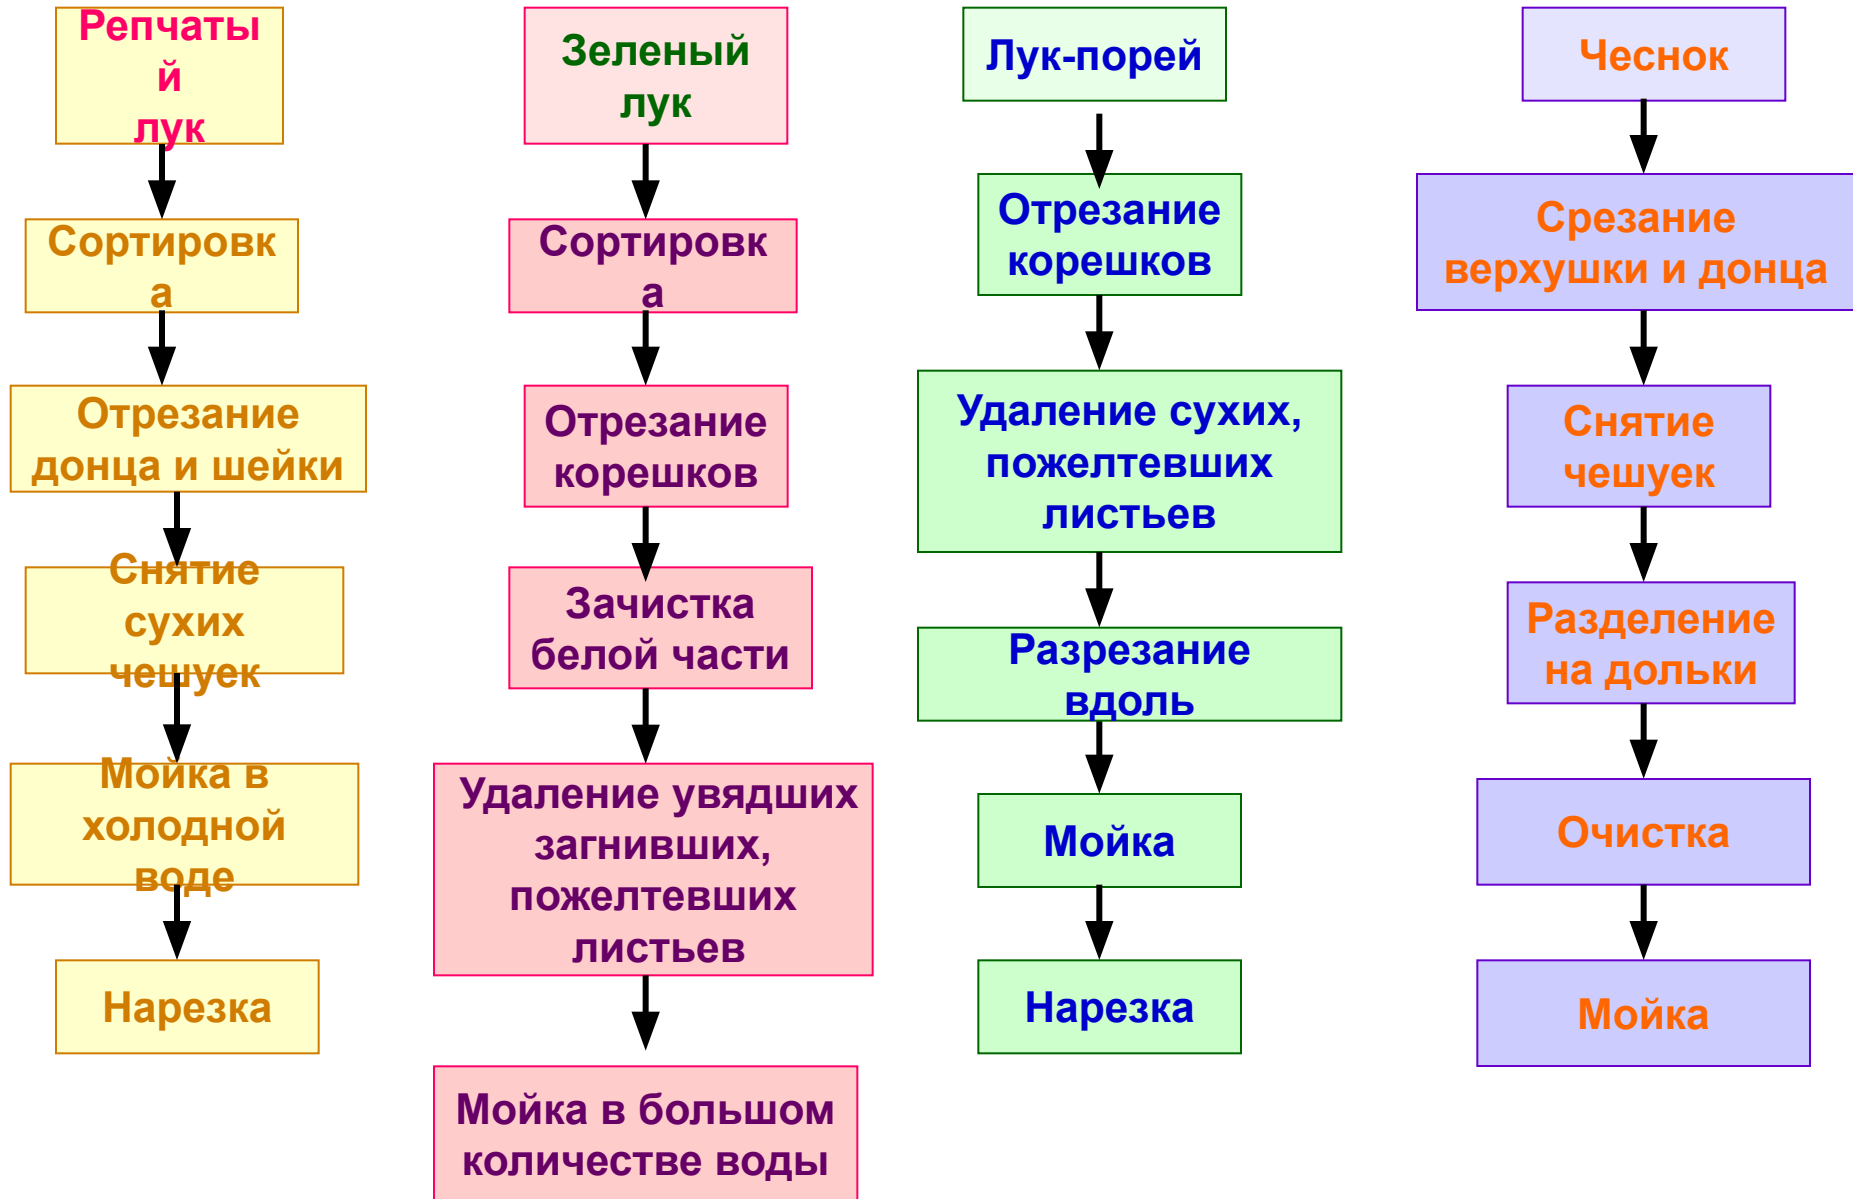 Репчаты
й
лук
Сортировк
а
Отрезание
донца и шейки
Снятие
сухих
чешуек
Мойка в
холодной
воде
Нарезка
Зеленый
лук
Сортировк
а
Отрезание
корешков
Зачистка
белой части
Удаление увядших
загнивших,
пожелтевших
листьев
Мойка в большом
количестве воды
Лук-порей
Отрезание
корешков
Удаление сухих,
пожелтевших
листьев
Разрезание
вдоль
Мойка
Нарезка
Чеснок
Срезание
верхушки и донца
Снятие
чешуек
Разделение
на дольки
Очистка
Мойка